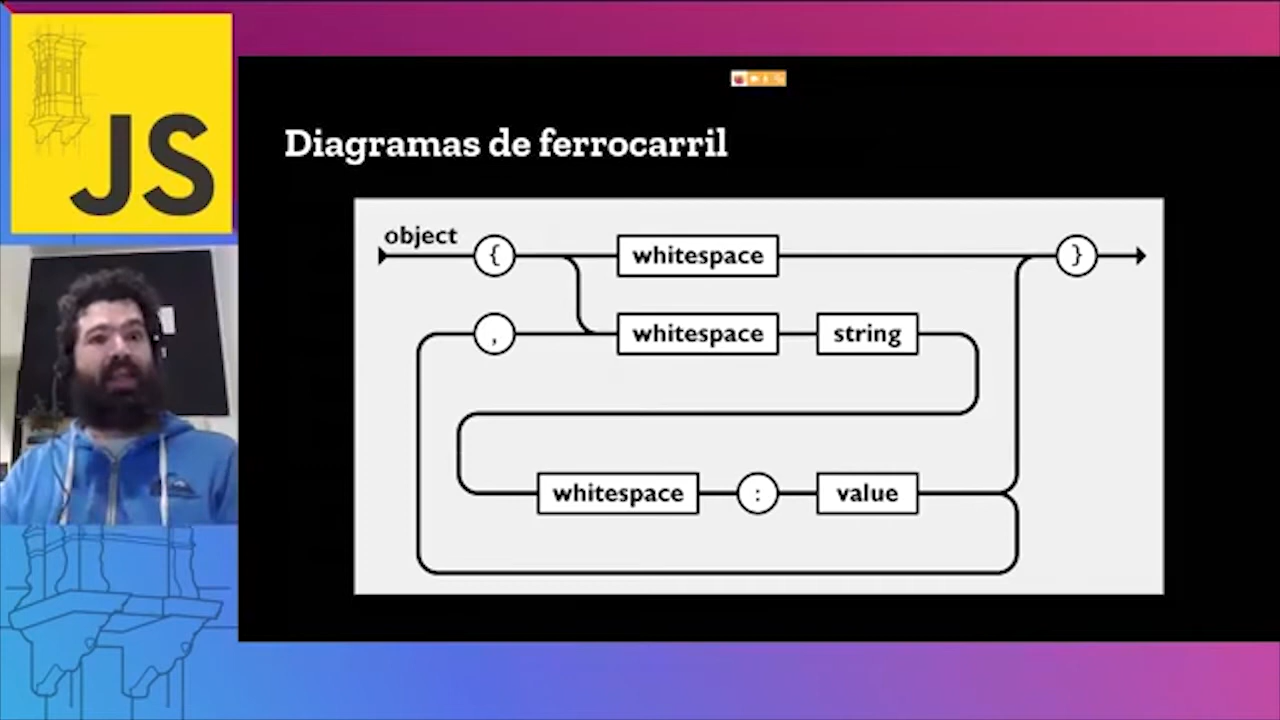 JS
Diagramas de ferrocarril
object
{ whitespace }
, whitespace string
whitespace : value